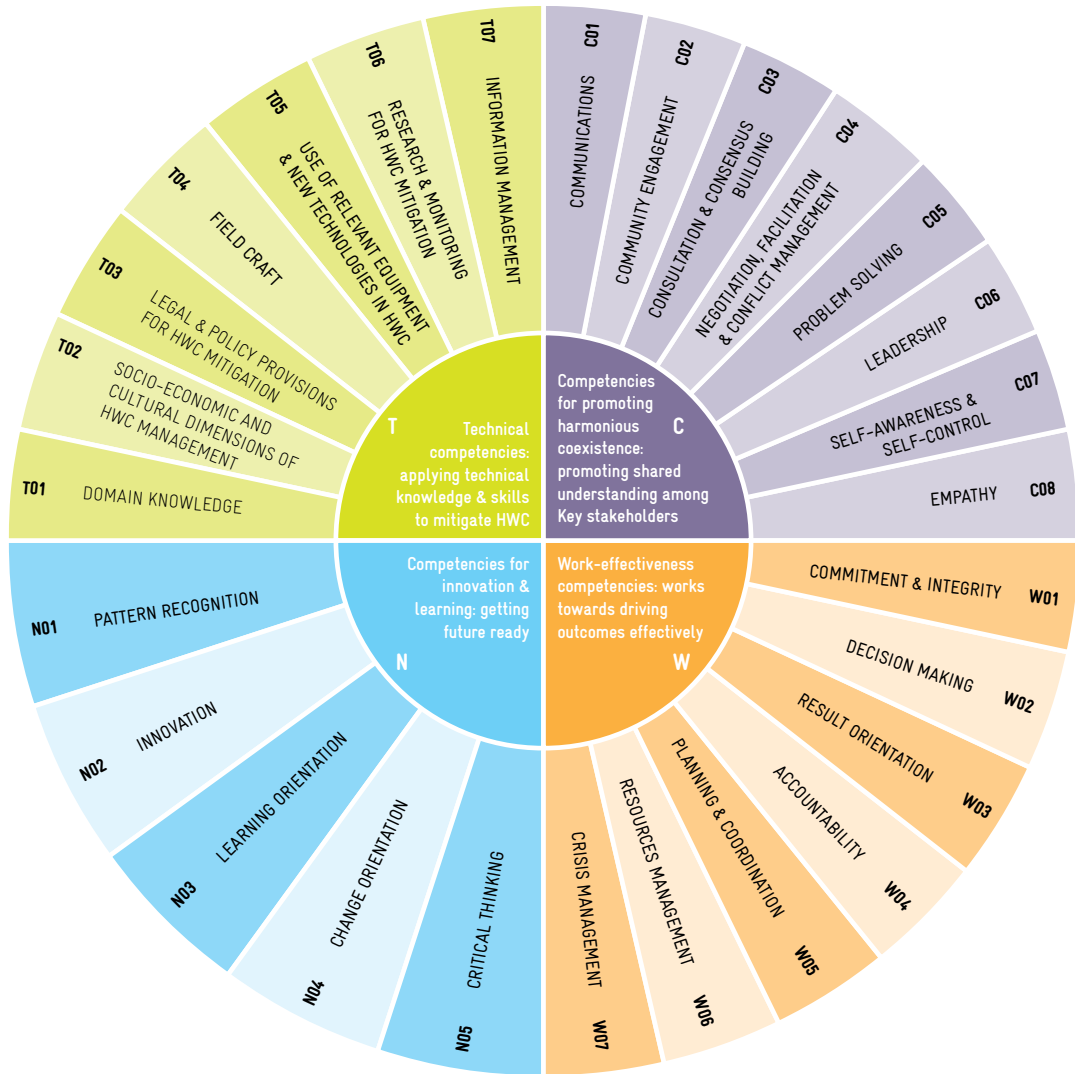 T01
DOMAIN KNOWLEDGE
T02
SOCIO-ECONOMIC AND
CULTURAL DIMENSIONS OF
HWC MANAGEMENT
T03
LEGAL & POLICY PROVISIONS
FOR HWC MITIGATION
T04
FIELD CRAFT
T05
USE OF RELEVANT EQUIPMENT
& NEW TECHNOLOGIES IN HWC
T06
RESEARCH & MONITORING
FOR HWC MITIGATION
T07
INFORMATION MANAGEMENT
C01
COMMUNICATIONS
C02
COMMUNITY ENGAGEMENT
C03
CONSULTATION & CONSENSUS
BUILDING
C04
NEGOTIATION, FACILITATION
& CONFLICT MANAGEMENT
C05
PROBLEM SOLVING
C06
LEADERSHIP
C07
SELF-AWARENESS &
SELF-CONTROL
C08
EMPATHY
T
Technical
competencies:
applying technical
knowledge & skills
to mitigate HWC
Competencies
for promoting
harmonious
C
coexistence:
promoting shared
understanding among
Key stakeholders
Competencies for
innovation &
learning: getting
future ready
N
Work-effectiveness
competencies: works
towards driving
outcomes effectively
W
W01
COMMITMENT & INTEGRITY
W02
DECISION MAKING
W03
RESULT ORIENTATION
W04
ACCOUNTABILITY
W05
PLANNING & COORDINATION
W06
RESOURCES MANAGEMENT
W07
CRISIS MANAGEMENT
N01
PATTERN RECOGNITION
N02
INNOVATION
N03
LEARNING ORIENTATION
N04
CHANGE ORIENTATION
N05
CRITICAL THINKING